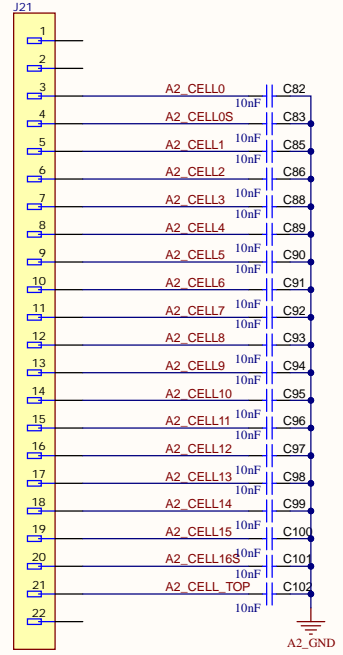 J21
1
2
3 A2_CELL0 C82
10nF
4 A2_CELL0S C83
10nF
5 A2_CELL1 C85
10nF
6 A2_CELL2 C86
10nF
7 A2_CELL3 C88
10nF
8 A2_CELL4 C89
10nF
9 A2_CELL5 C90
10nF
10 A2_CELL6 C91
10nF
11 A2_CELL7 C92
10nF
12 A2_CELL8 C93
10nF
13 A2_CELL9 C94
10nF
14 A2_CELL10 C95
10nF
15 A2_CELL11 C96
10nF
16 A2_CELL12 C97
10nF
17 A2_CELL13 C98
10nF
18 A2_CELL14 C99
10nF
19 A2_CELL15 C100
10nF
20 A2_CELL16S C101
10nF
21 A2_CELL_TOP C102
10nF
22
A2_GND